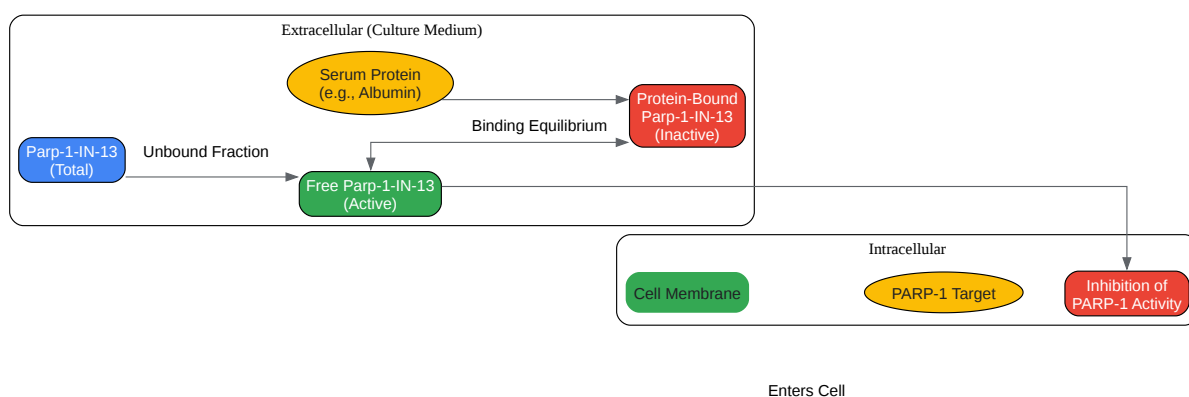 Extracellular (Culture Medium)
Serum Protein
(e.g., Albumin)
Protein-Bound
Parp-1-IN-13
(Inactive)
Binding Equilibrium
Parp-1-IN-13
(Total)
Unbound Fraction
Free Parp-1-IN-13
(Active)
Intracellular
Cell Membrane
PARP-1 Target
Inhibition of
PARP-1 Activity
Enters Cell